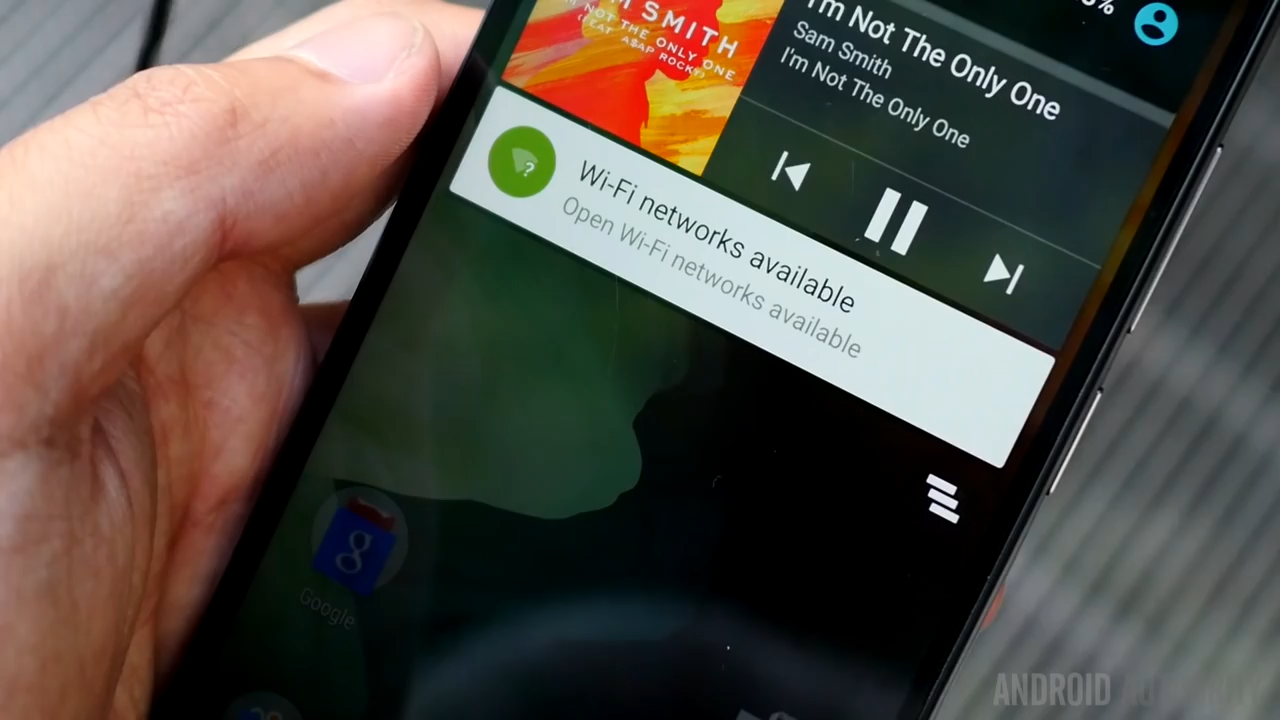 M SMITH
NOT THE ONLY ONE
(FEAT. A$AP ROCKY)
%
I'm Not The Only One
Sam Smith
I'm Not The Only One
Wi-Fi networks available
Open Wi-Fi networks available
?
g
Google
ANDROID